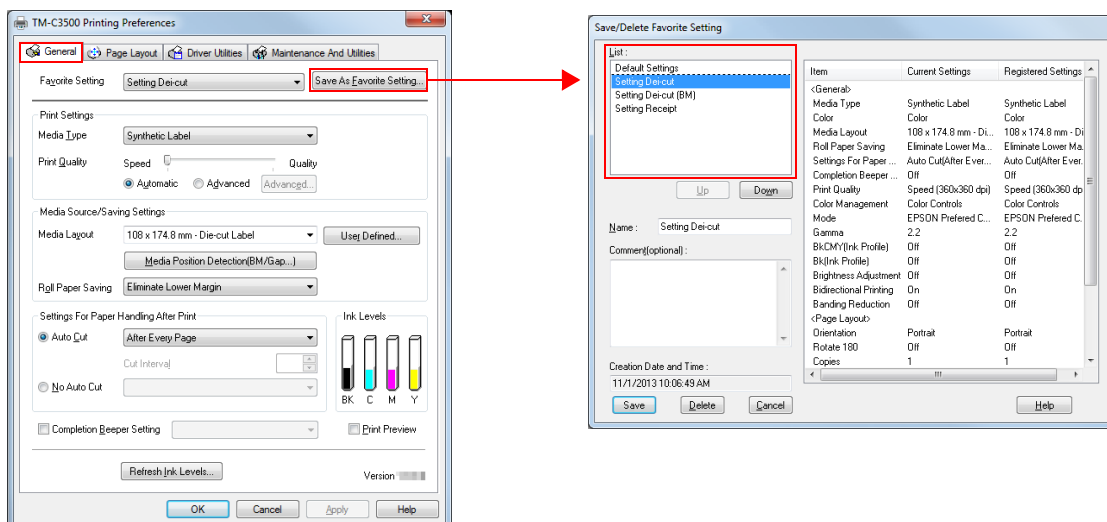 TM-C3500 Printing Preferences
General
Page Layout
Driver Utilities
Maintenance And Utilities
Favorite Setting
Setting Dei-cut
Save As Favorite Setting...
Print Settings
Media Type
Synthetic Label
Print Quality
Speed
Quality
Automatic
Advanced
Advanced...
Media Source/Saving Settings
Media Layout
108 x 174.8 mm - Die-cut Label
User Defined...
Media Position Detection(BM/Gap...)
Roll Paper Saving
Eliminate Lower Margin
Settings For Paper Handling After Print
Auto Cut
After Every Page
Cut Interval
No Auto Cut
Ink Levels
BK C M Y
Completion Beeper Setting
Print Preview
Refresh Ink Levels...
Version
OK
Cancel
Apply
Help
Save/Delete Favorite Setting
List :
Default Settings
Setting Dei-cut
Setting Dei-cut (BM)
Setting Receipt
Up
Down
Name :
Setting Dei-cut
Comment(optional) :
Creation Date and Time :
11/1/2013 10:06:49 AM
Save
Delete
Cancel
Item Current Settings Registered Settings
<General>
Media Type Synthetic Label Synthetic Label
Color Color Color
Media Layout 108 x 174.8 mm - Di... 108 x 174.8 mm - Di
Roll Paper Saving Eliminate Lower Ma... Eliminate Lower Ma.
Settings For Paper ... Auto Cut(After Ever... Auto Cut(After Ever.
Completion Beeper ... Off Off
Print Quality Speed (360x360 dpi) Speed (360x360 dp
Color Management Color Controls Color Controls
Mode EPSON Prefered C... EPSON Prefered C.
Gamma 2.2 2.2
BkCMY(Ink Profile) Off Off
Bk(Ink Profile) Off Off
Brightness Adjustment Off Off
Bidirectional Printing On On
Banding Reduction Off Off
<Page Layout>
Orientation Portrait Portrait
Rotate 180 Off Off
Copies 1 1
Help